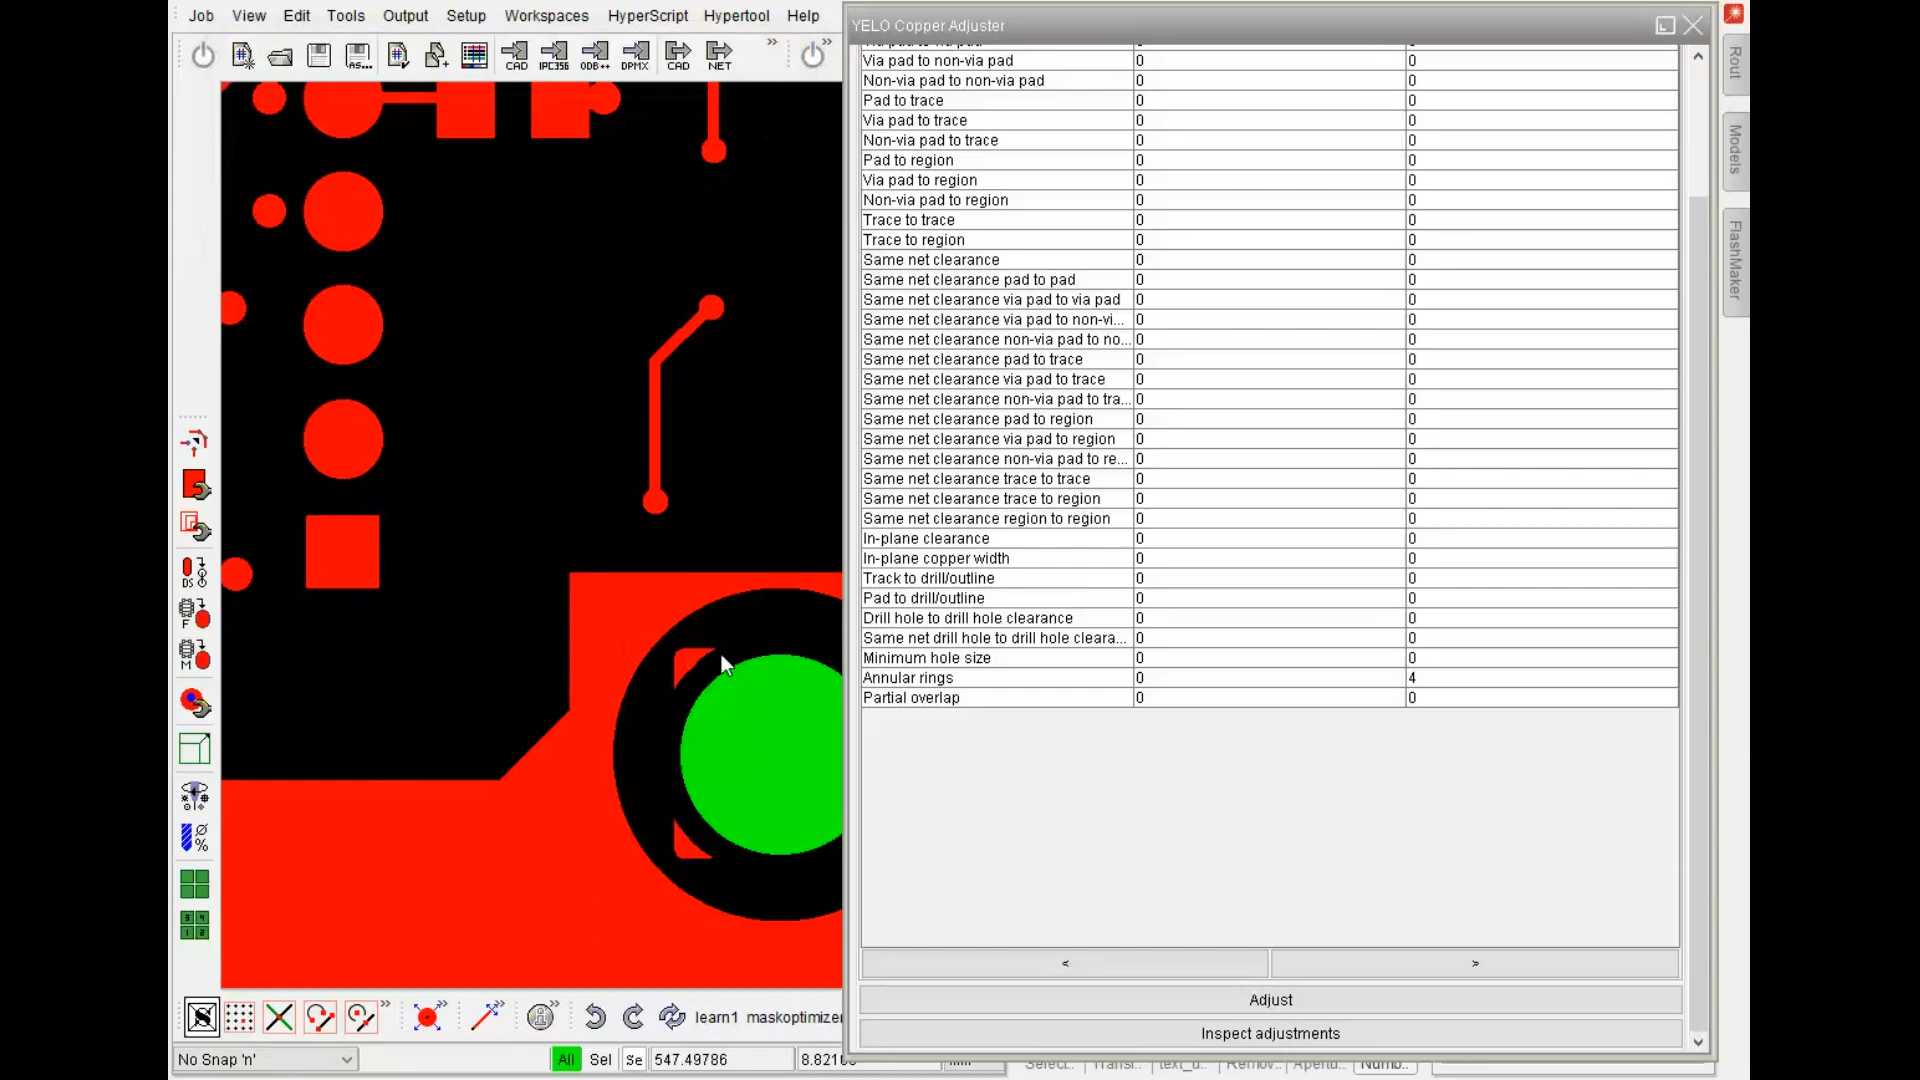 Job View Edit Tools Output Setup Workspaces HyperScript Hypertool Help
YELO Copper Adjuster
AS... CAD IPC356 ODB++ DPMX CAD NET
Via pad to non-via pad 0 0
Non-via pad to non-via pad 0 0
Pad to trace 0 0
Via pad to trace 0 0
Non-via pad to trace 0 0
Pad to region 0 0
Via pad to region 0 0
Non-via pad to region 0 0
Trace to trace 0 0
Trace to region 0 0
Same net clearance 0 0
Same net clearance pad to pad 0 0
Same net clearance via pad to via pad 0 0
Same net clearance via pad to non-vi... 0 0
Same net clearance non-via pad to no... 0 0
Same net clearance pad to trace 0 0
Same net clearance via pad to trace 0 0
Same net clearance non-via pad to tra... 0 0
Same net clearance pad to region 0 0
Same net clearance via pad to region 0 0
Same net clearance non-via pad to re... 0 0
Same net clearance trace to trace 0 0
Same net clearance trace to region 0 0
Same net clearance region to region 0 0
In-plane clearance 0 0
In-plane copper width 0 0
Track to drill/outline 0 0
Pad to drill/outline 0 0
Drill hole to drill hole clearance 0 0
Same net drill hole to drill hole cleara... 0 0
Minimum hole size 0 0
Annular rings 0 4
Partial overlap 0 0
< >
Adjust
Inspect adjustments
Rout
Models
FlashMaker
DS
F
M
%
3 4
1 2
S
learn1 maskoptimizer
No Snap 'n' All Sel Se 547.49786